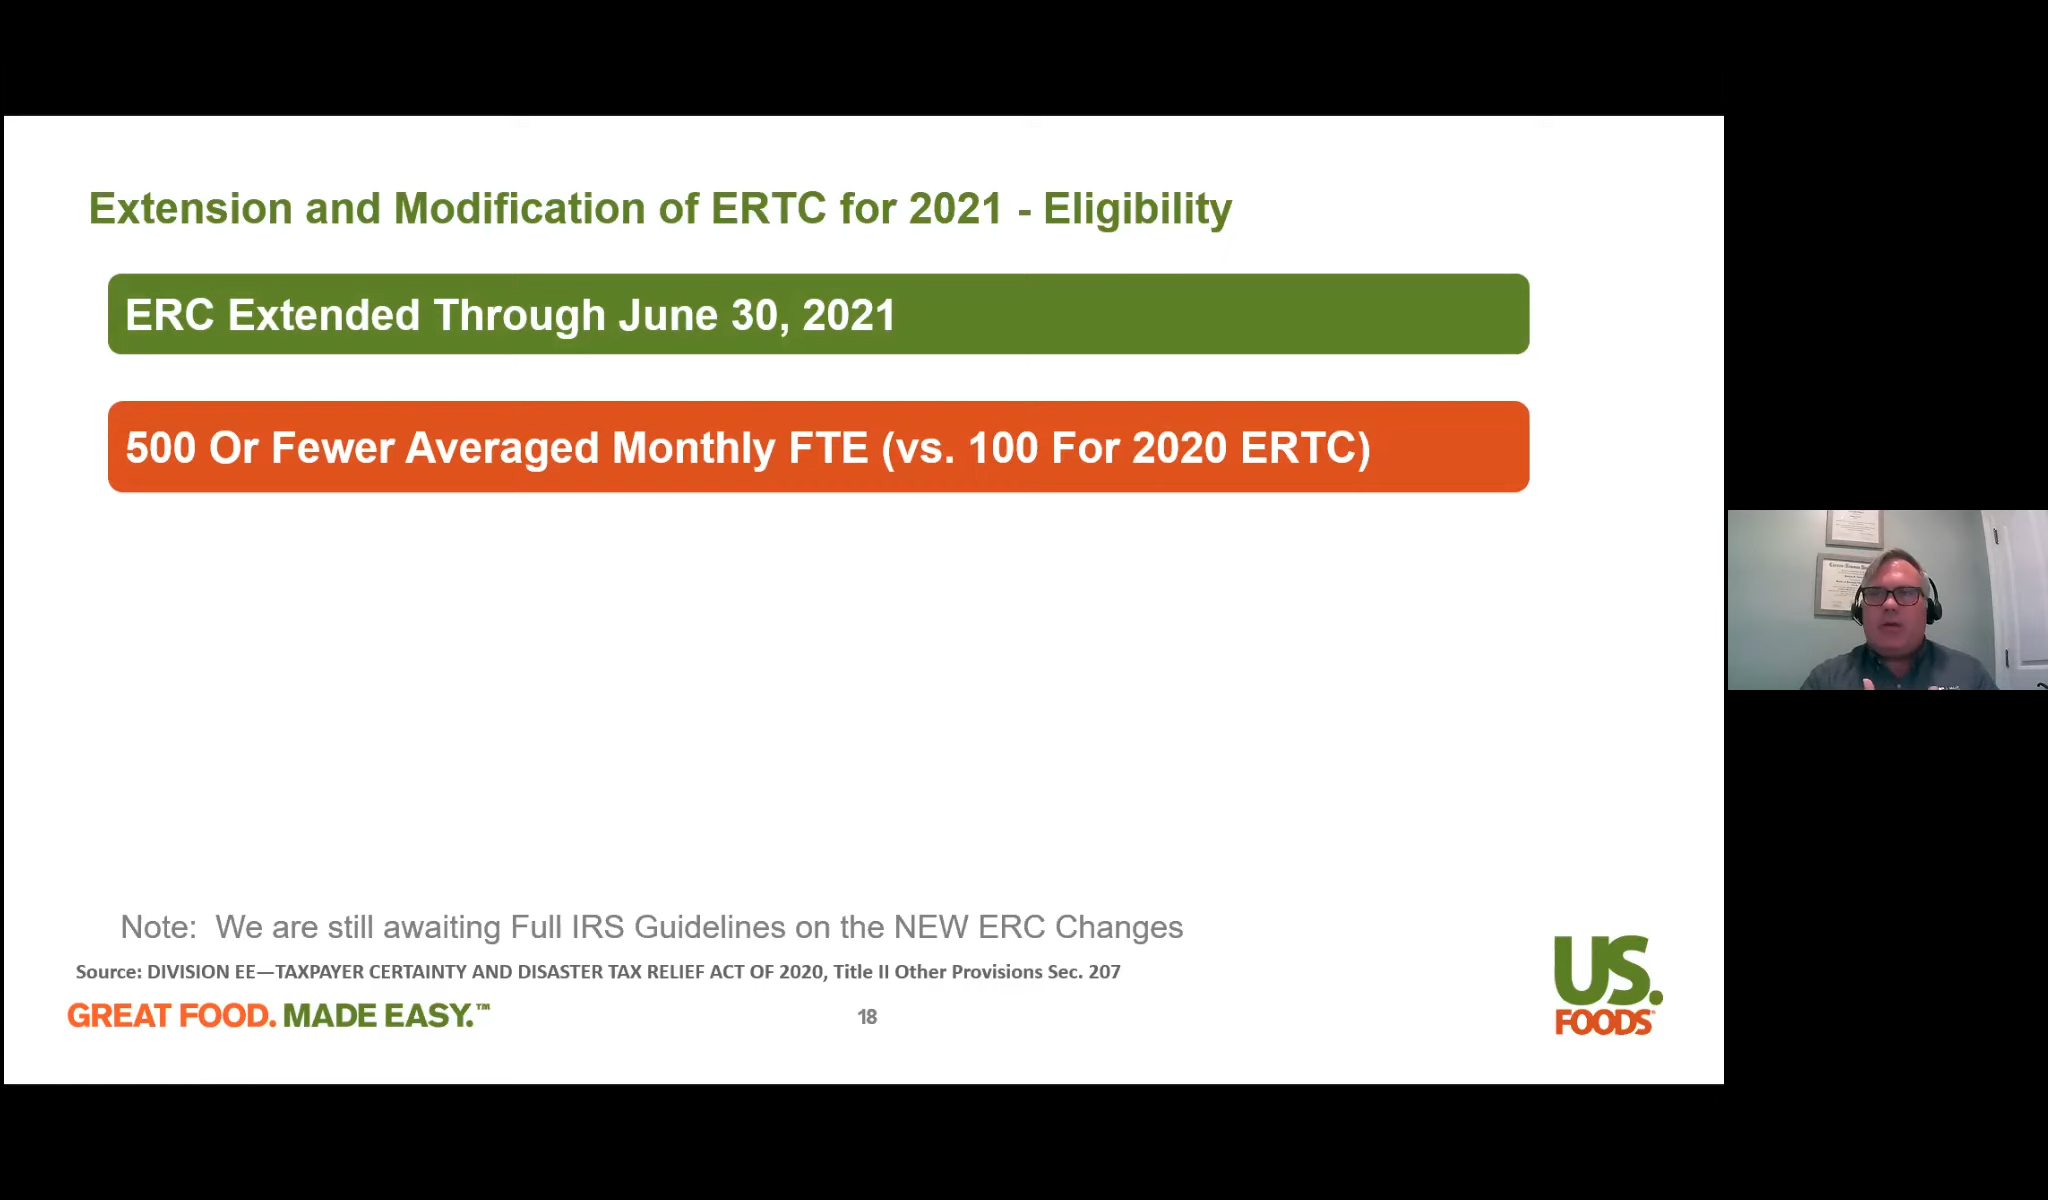 Extension and Modification of ERTC for 2021 - Eligibility
ERC Extended Through June 30, 2021
500 Or Fewer Averaged Monthly FTE (vs. 100 For 2020 ERTC)
Note: We are still awaiting Full IRS Guidelines on the NEW ERC Changes
Source: DIVISION EE—TAXPAYER CERTAINTY AND DISASTER TAX RELIEF ACT OF 2020, Title II Other Provisions Sec. 207
GREAT FOOD. MADE EASY.™
18
US.
FOODS®